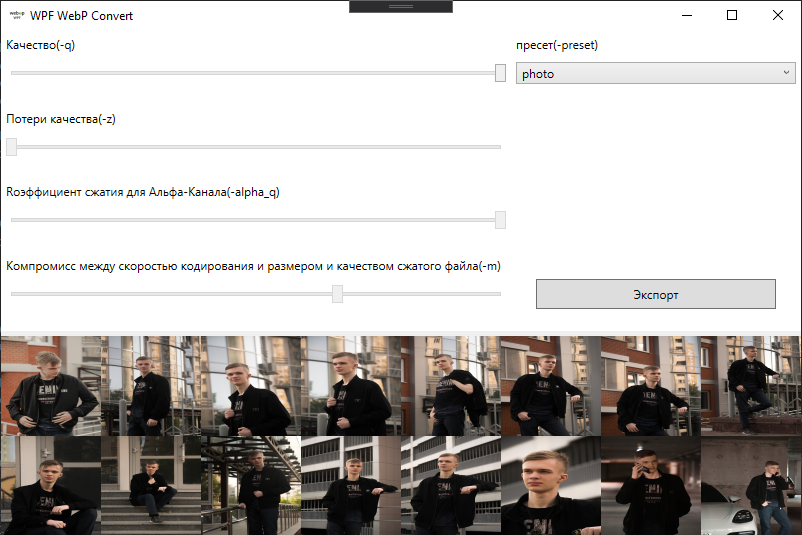 WPF WebP Convert
Качество(-q)
пресет(-preset)
photo
Потери качества(-z)
Rоэффициент сжатия для Альфа-Канала(-alpha_q)
Компромисс между скоростью кодирования и размером и качеством сжатого файла(-m)
Экспорт